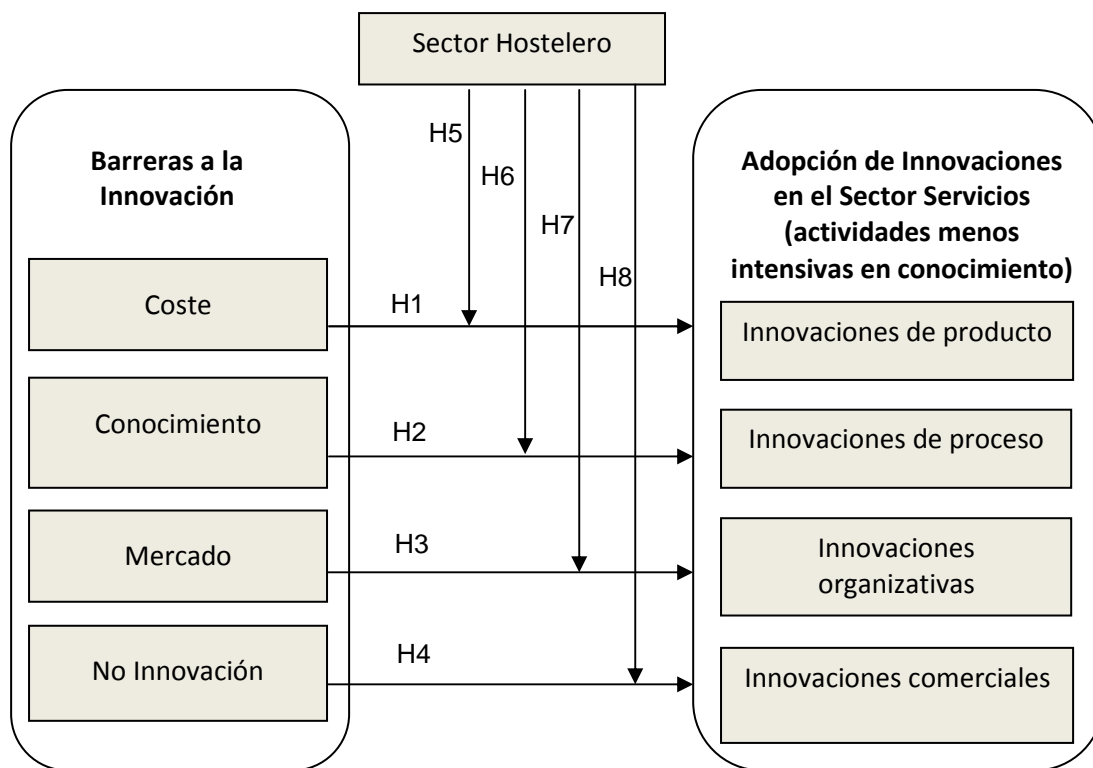 Sector Hostelero
Barreras a la
Innovación
Coste
Conocimiento
Mercado
No Innovación
H5
H6
H7
H8
H1
H2
H3
H4
Adopción de Innovaciones
en el Sector Servicios
(actividades menos
intensivas en conocimiento)
Innovaciones de producto
Innovaciones de proceso
Innovaciones
organizativas
Innovaciones comerciales